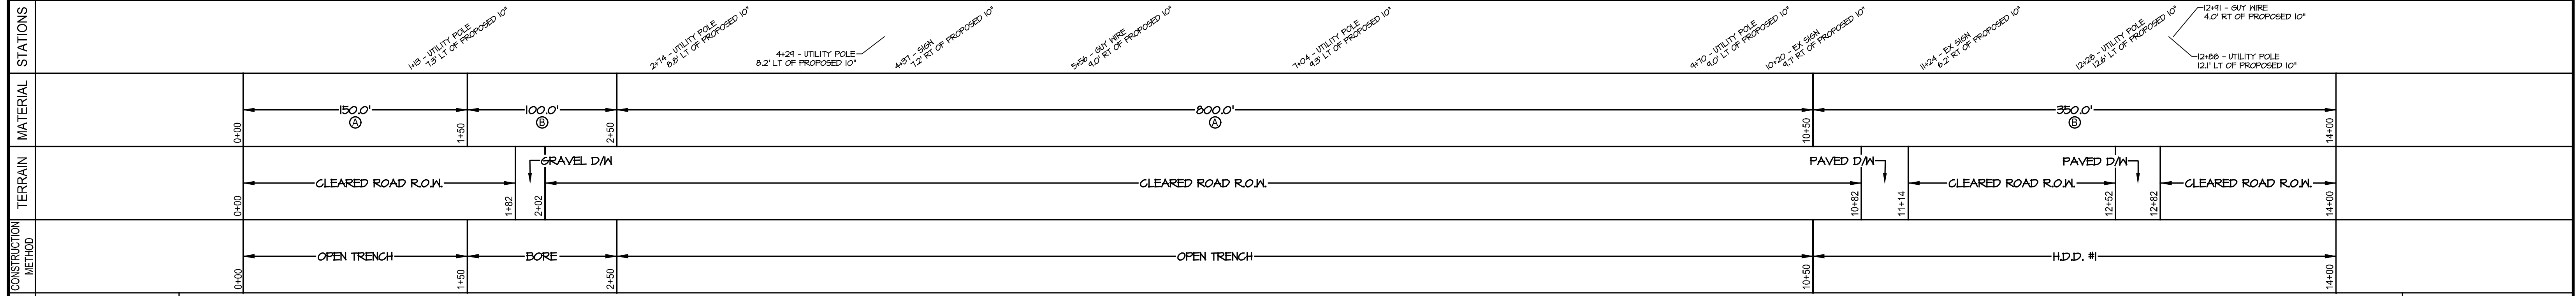 STATIONS
1+13 - UTILITY POLE
7.3' LT OF PROPOSED 10"
2+74 - UTILITY POLE
8.8' LT OF PROPOSED 10"
4+29 - UTILITY POLE
8.2' LT OF PROPOSED 10"
4+37 - SIGN
7.2' RT OF PROPOSED 10"
5+56 - GUY WIRE
9.0' RT OF PROPOSED 10"
7+04 - UTILITY POLE
9.3' LT OF PROPOSED 10"
9+70 - UTILITY POLE
9.0' LT OF PROPOSED 10"
10+20 - EX SIGN
9.7' RT OF PROPOSED 10"
11+24 - EX SIGN
6.2' RT OF PROPOSED 10"
12+28 - UTILITY POLE
12.6' LT OF PROPOSED 10"
12+91 - GUY WIRE
4.0' RT OF PROPOSED 10"
12+88 - UTILITY POLE
12.1' LT OF PROPOSED 10"
MATERIAL
0+00
150.0'
A
1+50
100.0'
B
2+50
800.0'
A
10+50
350.0'
B
14+00
TERRAIN
0+00
CLEARED ROAD R.O.W.
1+82
GRAVEL D/W
2+02
CLEARED ROAD R.O.W.
PAVED D/W
10+82
11+14
CLEARED ROAD R.O.W.
PAVED D/W
12+52
12+82
CLEARED ROAD R.O.W.
14+00
CONSTRUCTION
METHOD
0+00
OPEN TRENCH
1+50
BORE
2+50
OPEN TRENCH
10+50
H.D.D. #1
14+00